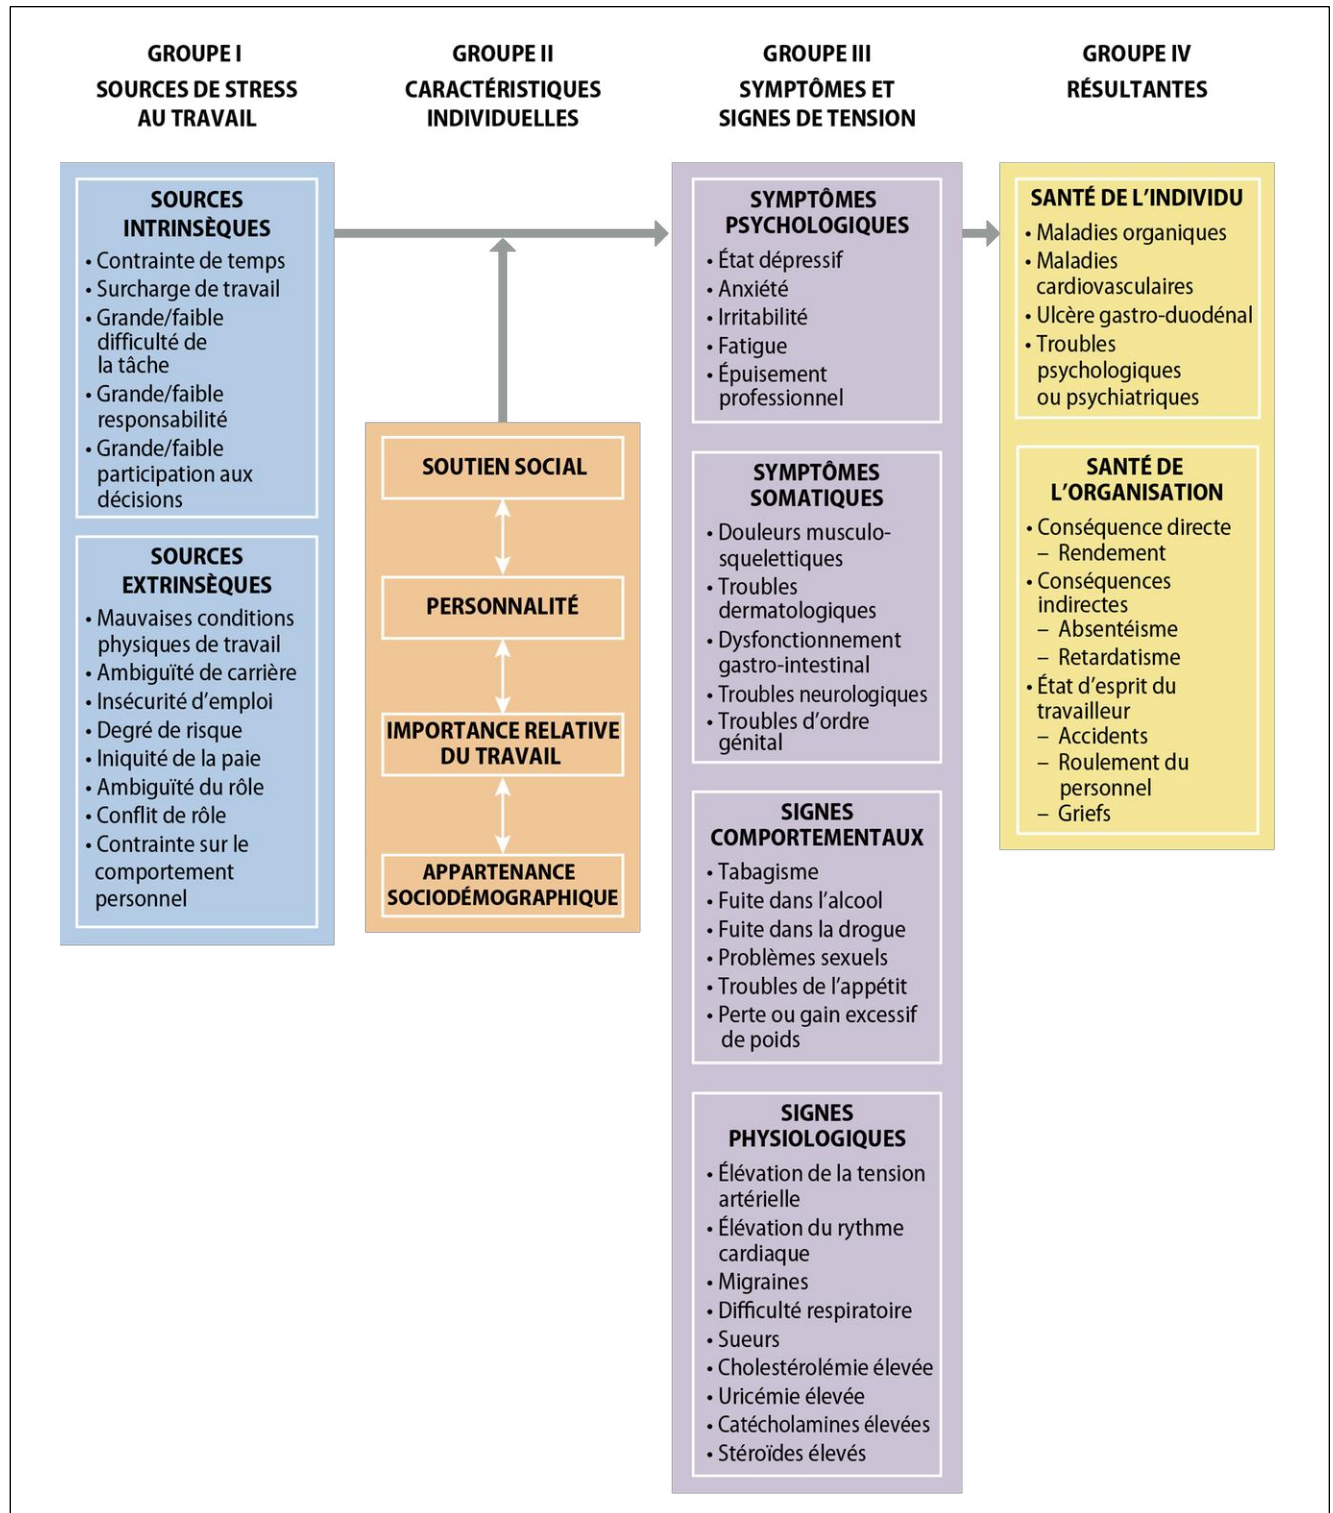 GROUPE I
SOURCES DE STRESS
AU TRAVAIL
GROUPE II
CARACTÉRISTIQUES
INDIVIDUELLES
GROUPE III
SYMPTÔMES ET
SIGNES DE TENSION
GROUPE IV
RÉSULTANTES
SOURCES
INTRINSÈQUES
• Contrainte de temps
• Surcharge de travail
• Grande/faible
difficulté de
la tâche
• Grande/faible
responsabilité
• Grande/faible
participation aux
décisions
SOURCES
EXTRINSÈQUES
• Mauvaises conditions
physiques de travail
• Ambiguïté de carrière
• Insécurité d’emploi
• Degré de risque
• Iniquité de la paie
• Ambiguïté du rôle
• Conflit de rôle
• Contrainte sur le
comportement
personnel
SOUTIEN SOCIAL
PERSONNALITÉ
IMPORTANCE RELATIVE
DU TRAVAIL
APPARTENANCE
SOCIODÉMOGRAPHIQUE
SYMPTÔMES
PSYCHOLOGIQUES
• État dépressif
• Anxiété
• Irritabilité
• Fatigue
• Épuisement
professionnel
SYMPTÔMES
SOMATIQUES
• Douleurs musculo-
squelettiques
• Troubles
dermatologiques
• Dysfonctionnement
gastro-intestinal
• Troubles neurologiques
• Troubles d’ordre
génital
SIGNES
COMPORTEMENTAUX
• Tabagisme
• Fuite dans l’alcool
• Fuite dans la drogue
• Problèmes sexuels
• Troubles de l’appétit
• Perte ou gain excessif
de poids
SIGNES
PHYSIOLOGIQUES
• Élévation de la tension
artérielle
• Élévation du rythme
cardiaque
• Migraines
• Difficulté respiratoire
• Sueurs
• Cholestérolémie élevée
• Uricémie élevée
• Catécholamines élevées
• Stéroïdes élevés
SANTÉ DE L’INDIVIDU
• Maladies organiques
• Maladies
cardiovasculaires
• Ulcère gastro-duodénal
• Troubles
psychologiques
ou psychiatriques
SANTÉ DE
L’ORGANISATION
• Conséquence directe
– Rendement
• Conséquences
indirectes
– Absentéisme
– Retardatisme
• État d’esprit du
travailleur
– Accidents
– Roulement du
personnel
– Griefs